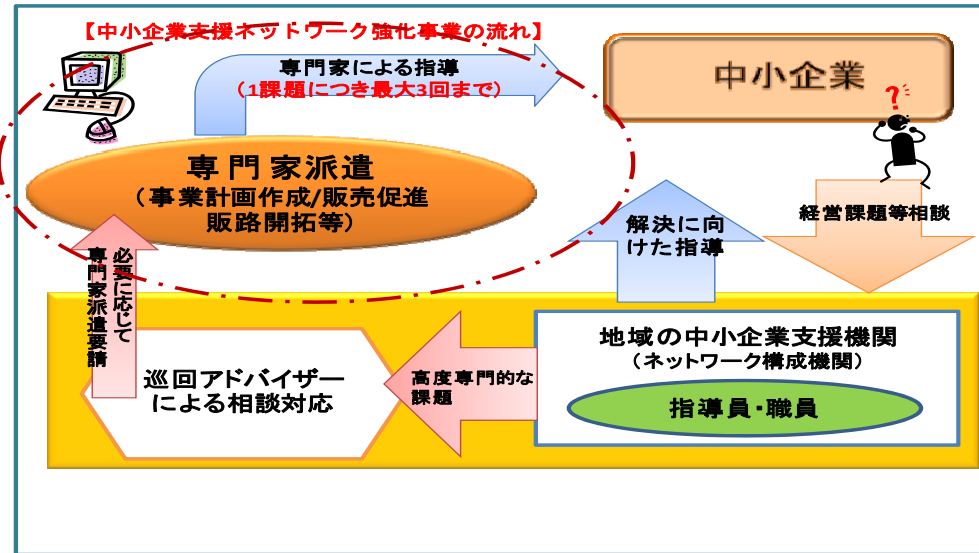 【中小企業支援ネットワーク強化事業の流れ】
専門家による指導
（1課題につき最大3回まで）
中小企業
?
専門家派遣
（事業計画作成/販売促進
販路開拓等）
解決に向
けた指導
経営課題等相談
必要に応じて
専門家派遣要請
地域の中小企業支援機関
（ネットワーク構成機関）
指導員・職員
高度専門的な
課題
巡回アドバイザー
による相談対応